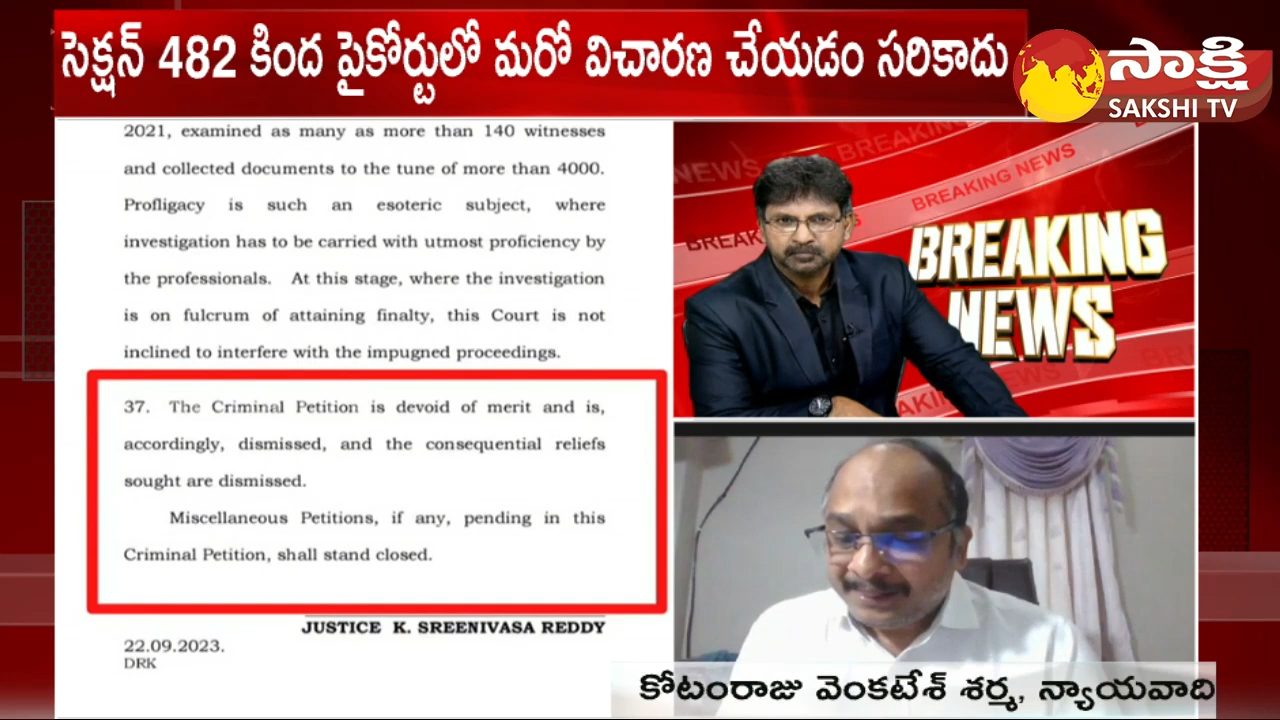 సెక్షన్ 482 కింద హైకోర్టులో మరో విచారణ చేయడం సరికాదు
సాక్షి
SAKSHI TV
2021, examined as many as more than 140 witnesses
and collected documents to the tune of more than 4000.
Profligacy is such an esoteric subject, where
investigation has to be carried with utmost proficiency by
the professionals. At this stage, where the investigation
is on fulcrum of attaining finalty, this Court is not
inclined to interfere with the impugned proceedings.
37. The Criminal Petition is devoid of merit and is,
accordingly, dismissed, and the consequential reliefs
sought are dismissed.
Miscellaneous Petitions, if any, pending in this
Criminal Petition, shall stand closed.
JUSTICE K. SREENIVASA REDDY
22.09.2023.
DRK
NEWS
BREAKING
BREAKING NEWS
BREAK
BREAKING
NEWS
కోటంరాజు వెంకటేశ్ శర్మ, న్యాయవాది